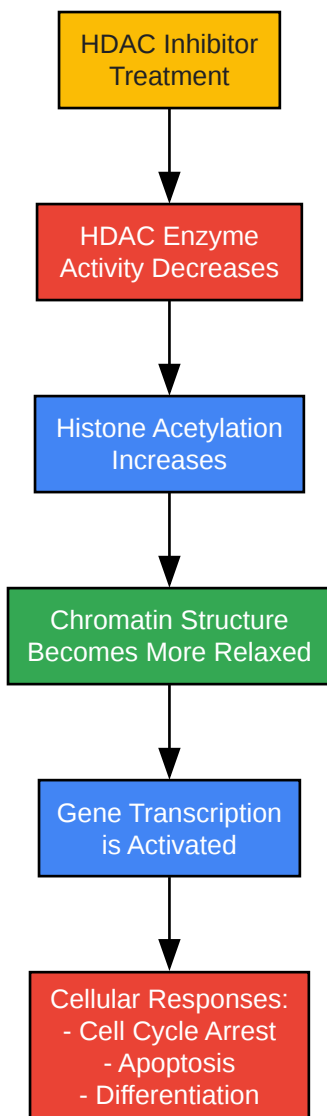 HDAC Inhibitor
Treatment
HDAC Enzyme
Activity Decreases
Histone Acetylation
Increases
Chromatin Structure
Becomes More Relaxed
Gene Transcription
is Activated
Cellular Responses:
- Cell Cycle Arrest
- Apoptosis
- Differentiation